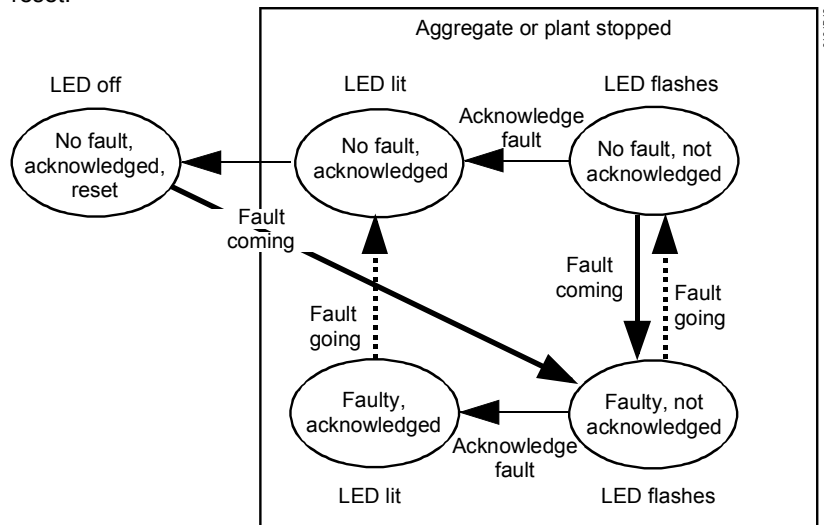 reset.
Aggregate or plant stopped
LED off
LED lit
LED flashes
No fault,
acknowledged,
reset
No fault,
acknowledged
Acknowledge
fault
No fault, not
acknowledged
Fault
coming
Fault
coming
Fault
going
Fault
going
Faulty,
acknowledged
Acknowledge
fault
Faulty, not
acknowledged
LED lit
LED flashes